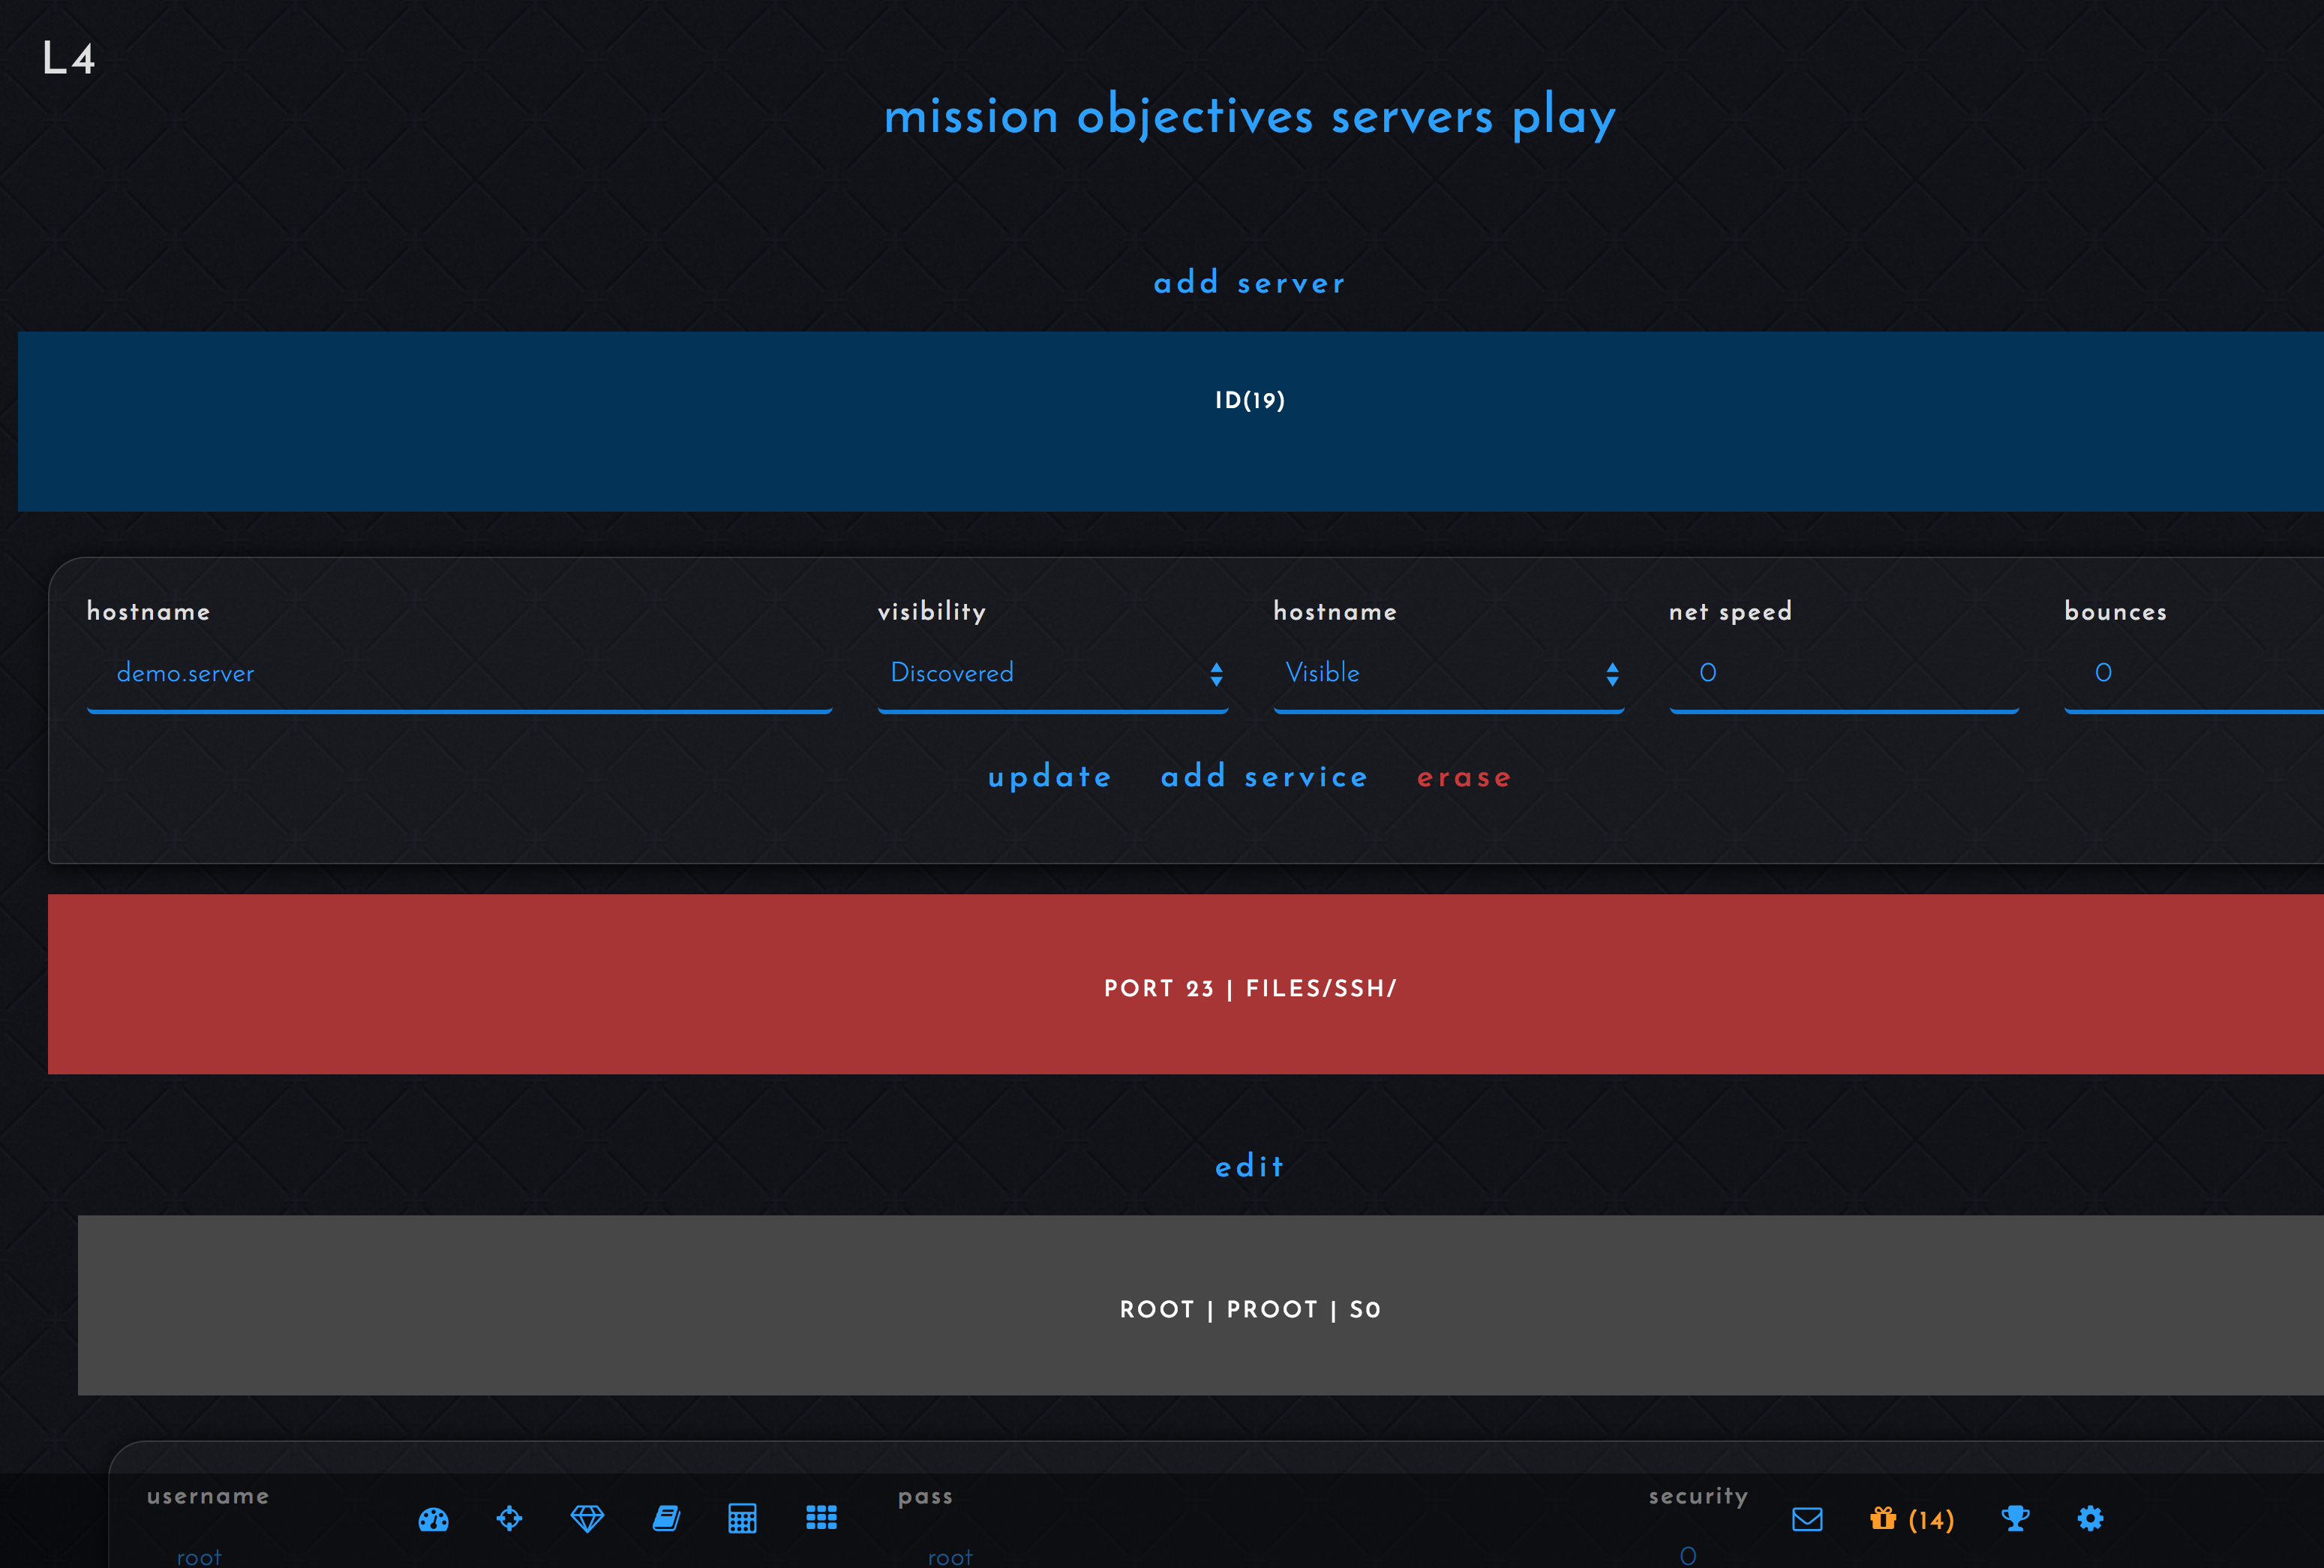 L4
mission objectives servers play
add server
ID(19)
hostname visibility hostname net speed bounces
demo.server Discovered Visible 0 0
update add service erase
PORT 23 | FILES/SSH/
edit
ROOT | PROOT | S0
username pass security
(14)
root root 0